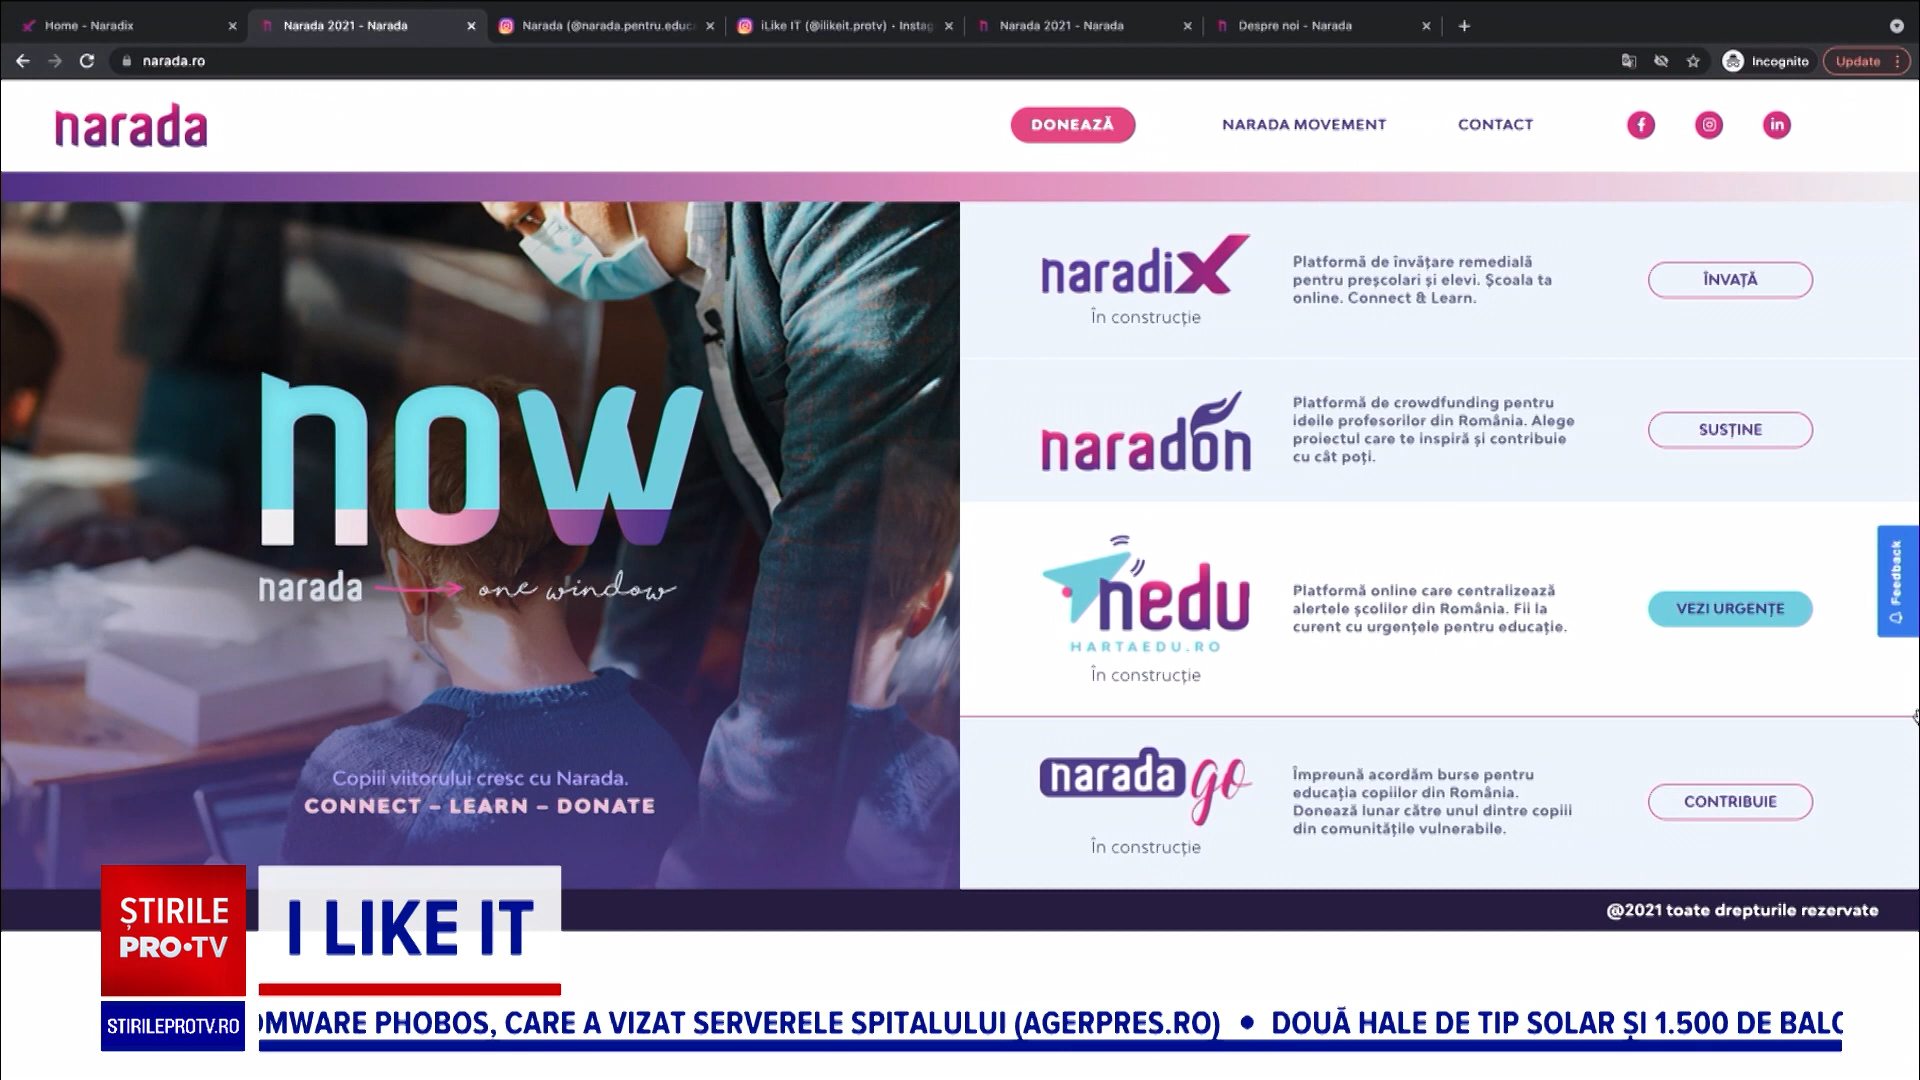 Home - Naradix
Narada 2021 - Narada
Narada (@narada.pentru.educ
iLike IT (@ilikeit.protv) • Instag
Narada 2021 - Narada
Despre noi - Narada
narada.ro
Incognito
Update
narada
DONEAZĂ
NARADA MOVEMENT
CONTACT
now
narada
one window
Copiii viitorului cresc cu Narada.
CONNECT – LEARN – DONATE
naradix
În construcție
Platformă de învățare remedială
pentru preșcolari și elevi. Școala ta
online. Connect & Learn.
ÎNVAȚĂ
naradon
Platformă de crowdfunding pentru
ideile profesorilor din România. Alege
proiectul care te inspiră și contribuie
cu cât poți.
SUSȚINE
nedu
HARTAEDU.RO
În construcție
Platformă online care centralizează
alertele școlilor din România. Fii la
curent cu urgențele pentru educație.
VEZI URGENȚE
Feedback
narada go
În construcție
Împreună acordăm burse pentru
educația copiilor din România.
Donează lunar către unul dintre copiii
din comunitățile vulnerabile.
CONTRIBUIE
@2021 toate drepturile rezervate
ȘTIRILE
PRO•TV
I LIKE IT
STIRILEPROTV.RO
OMWARE PHOBOS, CARE A VIZAT SERVERELE SPITALULUI (AGERPRES.RO) • DOUĂ HALE DE TIP SOLAR ȘI 1.500 DE BALO